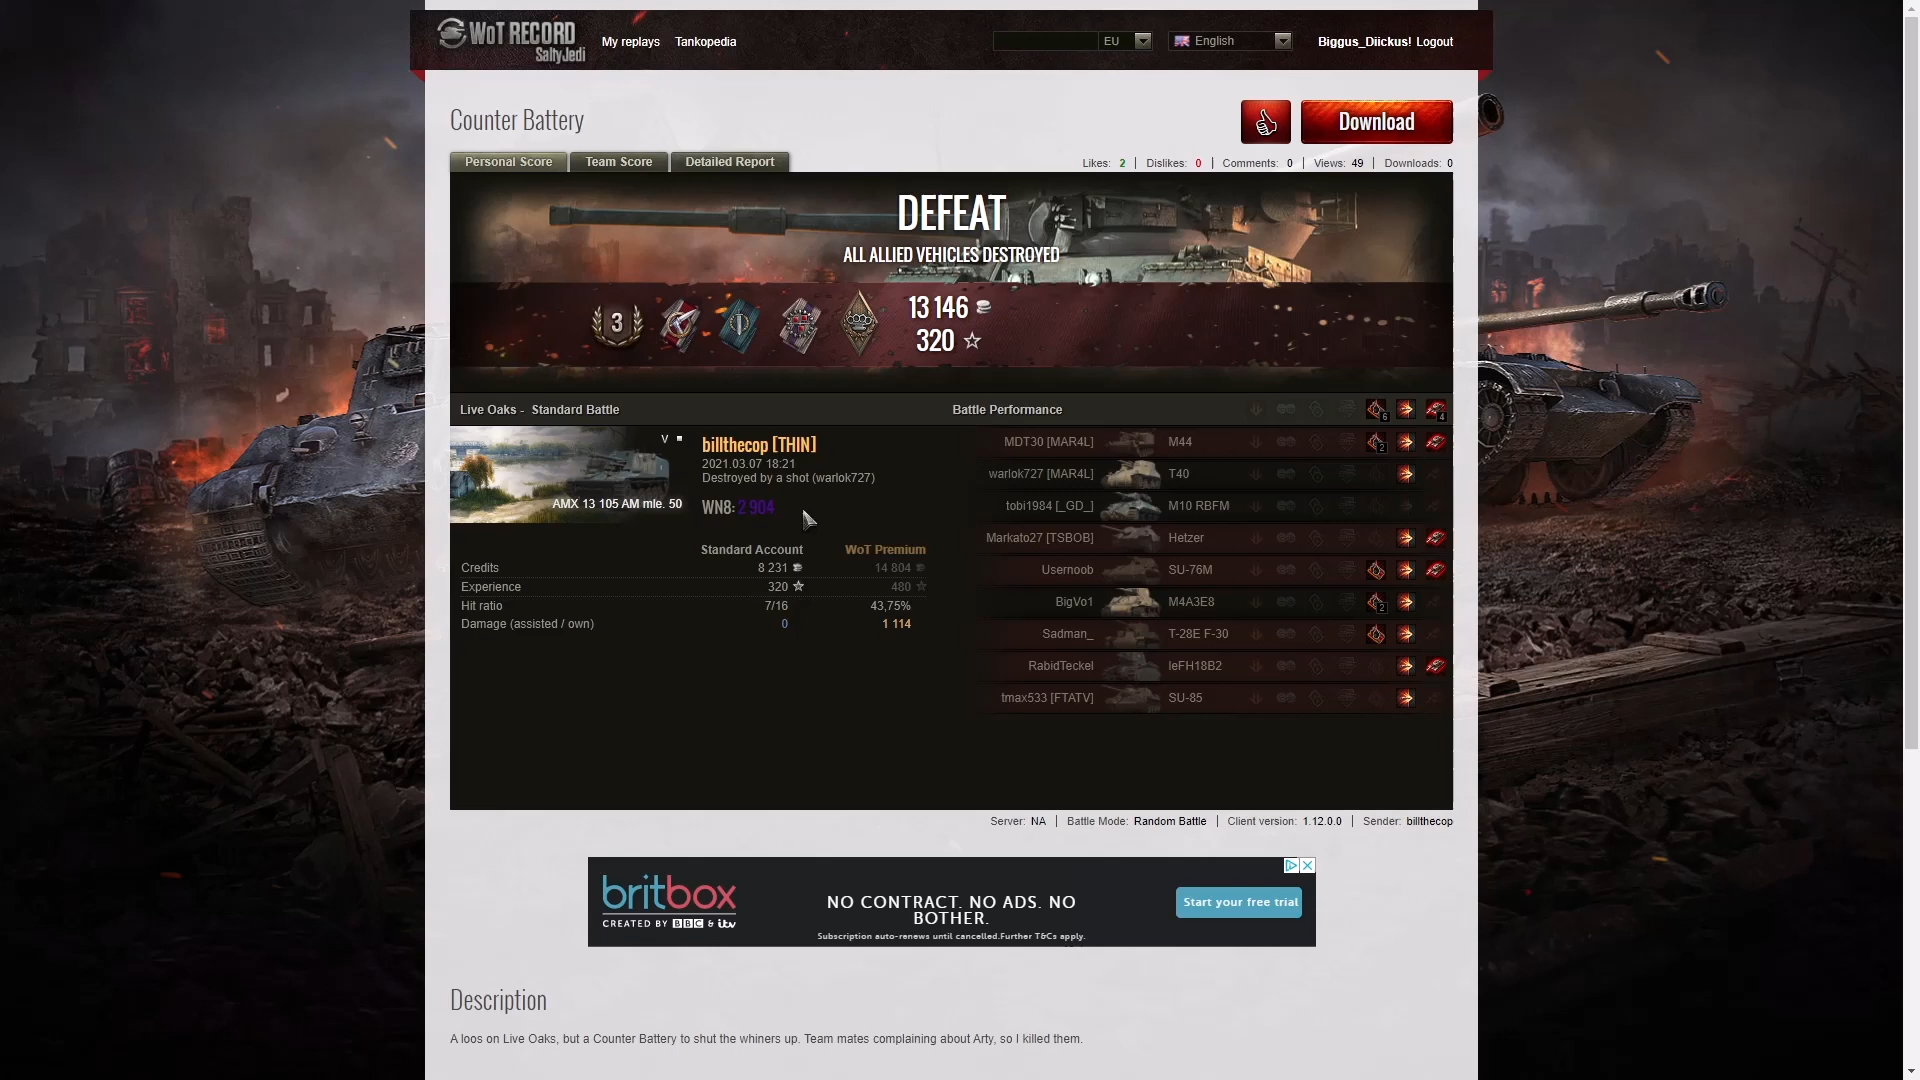 WoT RECORD
SaltyJedi
My replays
Tankopedia
EU
English
Biggus_Diickus! Logout
Counter Battery
Download
Personal Score
Team Score
Detailed Report
Likes: 2 | Dislikes: 0 | Comments: 0 | Views: 49 | Downloads: 0
DEFEAT
ALL ALLIED VEHICLES DESTROYED
3
13 146
320
Live Oaks - Standard Battle
Battle Performance
6
4
V
AMX 13 105 AM mle. 50
billthecop [THIN]
2021.03.07 18:21
Destroyed by a shot (warlok727)
WN8: 2 904
Standard Account WoT Premium
Credits 8 231 14 804
Experience 320 480
Hit ratio 7/16 43,75%
Damage (assisted / own) 0 1 114
MDT30 [MAR4L] M44 2
warlok727 [MAR4L] T40
tobi1984 [_GD_] M10 RBFM
Markato27 [TSBOB] Hetzer
Usernoob SU-76M
BigVo1 M4A3E8 2
Sadman_ T-28E F-30
RabidTeckel leFH18B2
tmax533 [FTATV] SU-85
Server: NA | Battle Mode: Random Battle | Client version: 1.12.0.0 | Sender: billthecop
britbox
CREATED BY BBC & itv
NO CONTRACT. NO ADS. NO
BOTHER.
Subscription auto-renews until cancelled.Further T&Cs apply.
Start your free trial
Description
A loos on Live Oaks, but a Counter Battery to shut the whiners up. Team mates complaining about Arty, so I killed them.